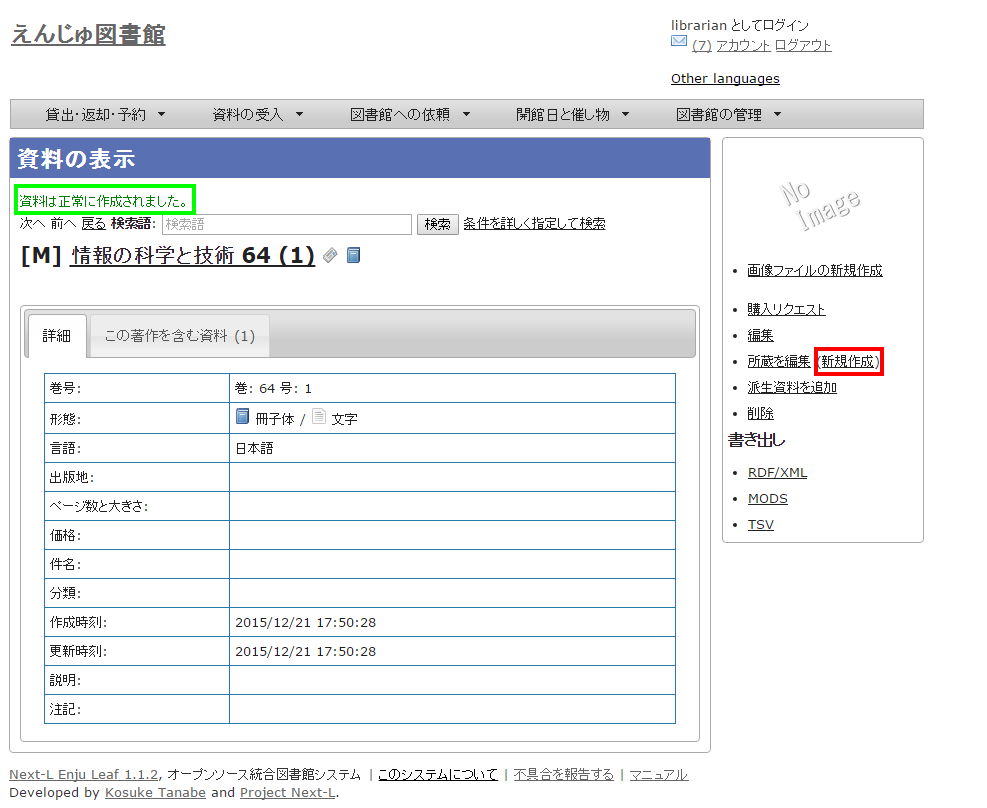 えんじゅ図書館
librarian としてログイン
(7) アカウント ログアウト
Other languages
貸出・返却・予約 ▼ 資料の受入 ▼ 図書館への依頼 ▼ 開館日と催し物 ▼ 図書館の管理 ▼
資料の表示
資料は正常に作成されました。
次へ 前へ 戻る 検索語: 検索語 検索 条件を詳しく指定して検索
[M] 情報の科学と技術 64 (1)
詳細 この著作を含む資料 (1)
巻号: 巻: 64 号: 1
形態: 冊子体 / 文字
言語: 日本語
出版地:
ページ数と大きさ:
価格:
件名:
分類:
作成時刻: 2015/12/21 17:50:28
更新時刻: 2015/12/21 17:50:28
説明:
注記:
No Image
• 画像ファイルの新規作成
• 購入リクエスト
• 編集
• 所蔵を編集 (新規作成)
• 派生資料を追加
• 削除
書き出し
• RDF/XML
• MODS
• TSV
Next-L Enju Leaf 1.1.2, オープンソース統合図書館システム | このシステムについて | 不具合を報告する | マニュアル
Developed by Kosuke Tanabe and Project Next-L.